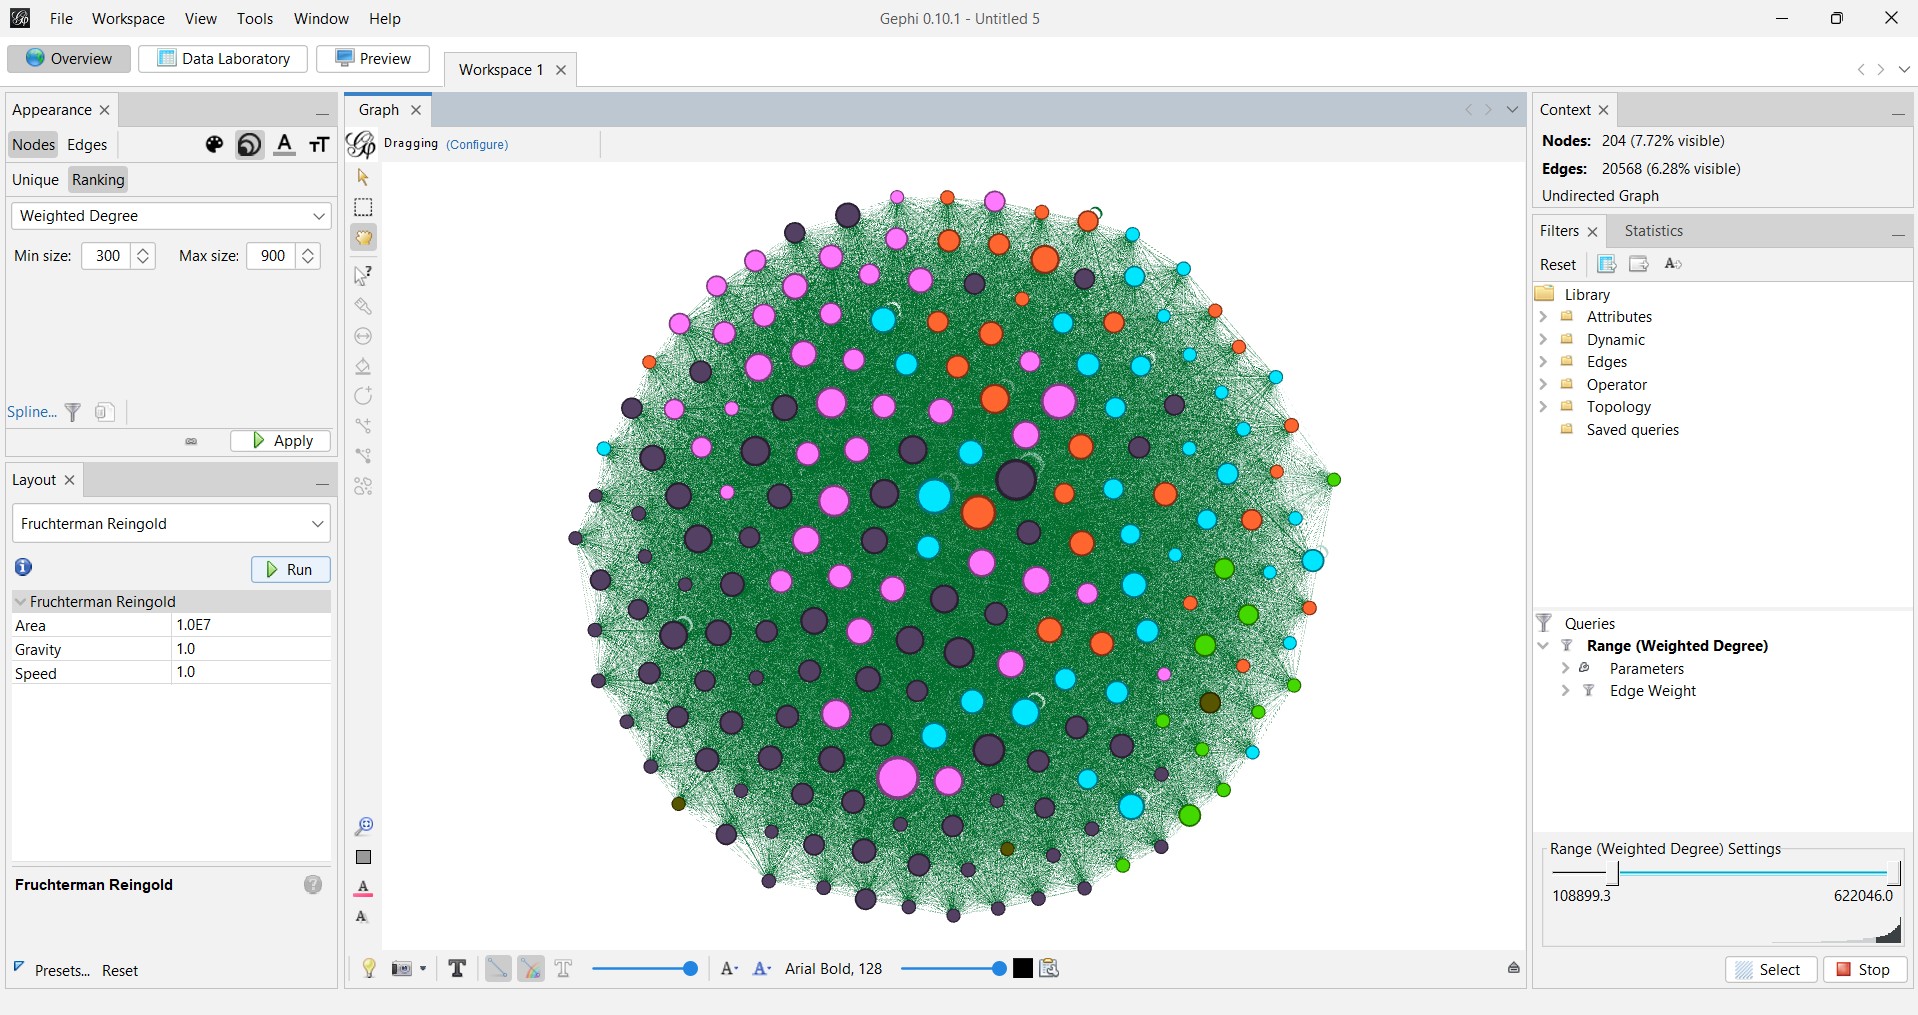 File Workspace View Tools Window Help
Gephi 0.10.1 - Untitled 5
Overview Data Laboratory Preview
Workspace 1
Appearance
Nodes Edges
Unique Ranking
Weighted Degree
Min size: 300 Max size: 900
Spline...
Apply
Layout
Fruchterman Reingold
Run
Fruchterman Reingold
Area 1.0E7
Gravity 1.0
Speed 1.0
Fruchterman Reingold
Presets... Reset
Graph
Dragging (Configure)
Arial Bold, 128
Context
Nodes: 204 (7.72% visible)
Edges: 20568 (6.28% visible)
Undirected Graph
Filters Statistics
Reset
Library
Attributes
Dynamic
Edges
Operator
Topology
Saved queries
Queries
Range (Weighted Degree)
Parameters
Edge Weight
Range (Weighted Degree) Settings
108899.3 622046.0
Select Stop